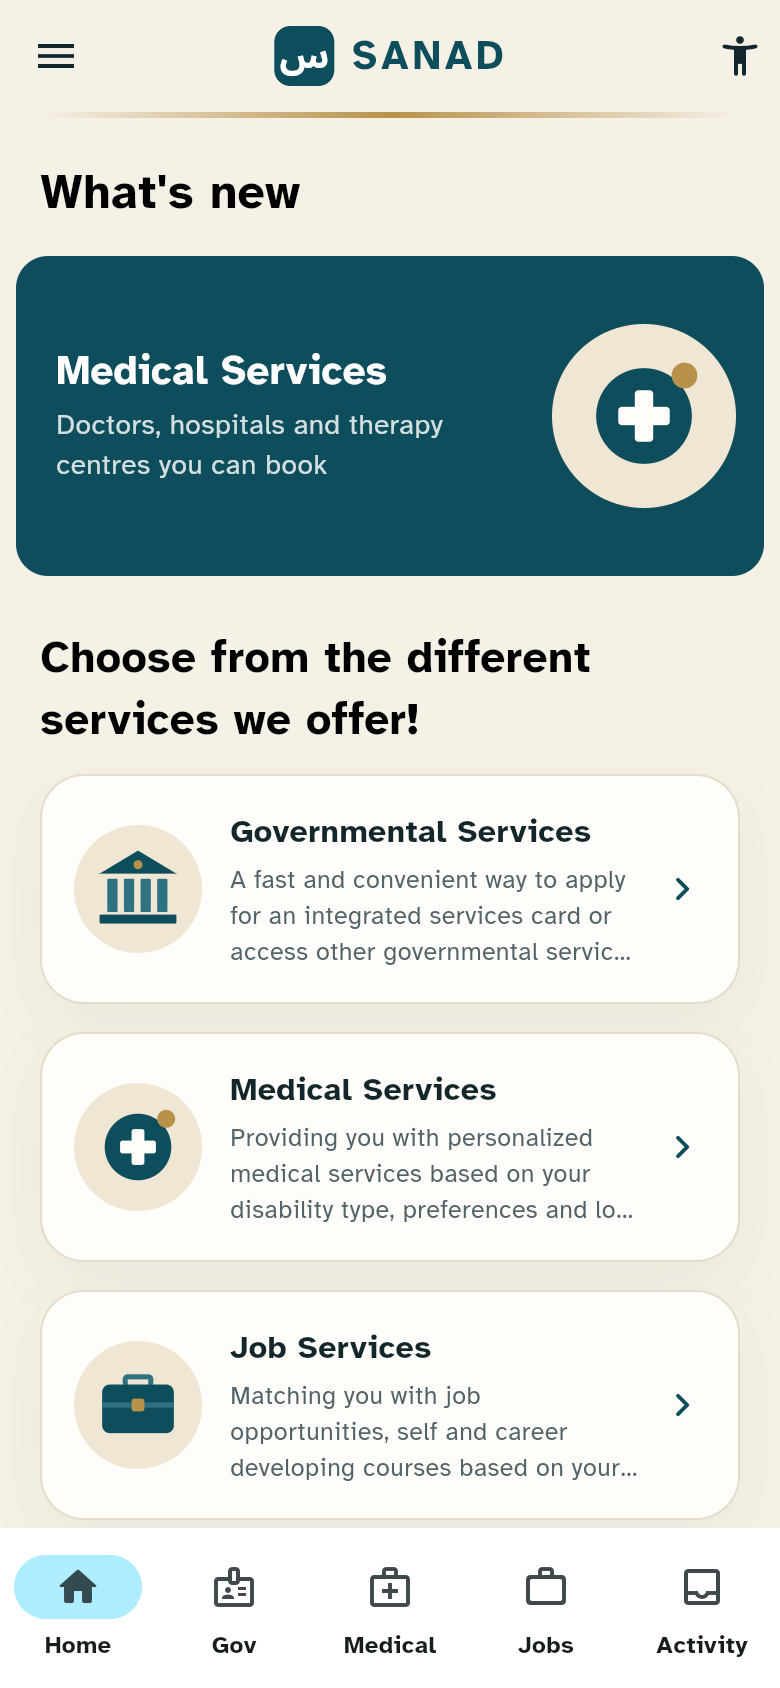 س SANAD
What's new
Medical Services
Doctors, hospitals and therapy
centres you can book
Choose from the different
services we offer!
Governmental Services
A fast and convenient way to apply
for an integrated services card or
access other governmental servic...
Medical Services
Providing you with personalized
medical services based on your
disability type, preferences and lo...
Job Services
Matching you with job
opportunities, self and career
developing courses based on your...
Home Gov Medical Jobs Activity